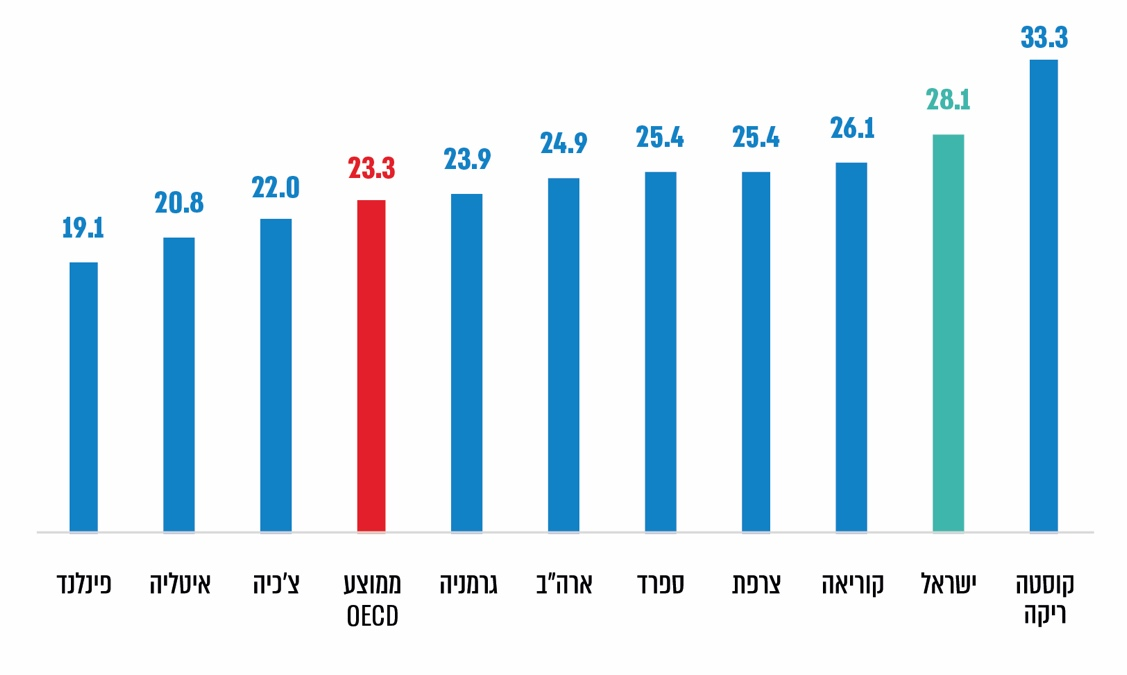 33.3
28.1
26.1
25.4
25.4
24.9
23.9
23.3
22.0
20.8
19.1
קוסטה
ריקה
ישראל
קוריאה
צרפת
ספרד
ארה"ב
גרמניה
ממוצע
OECD
צ'כיה
איטליה
פינלנד